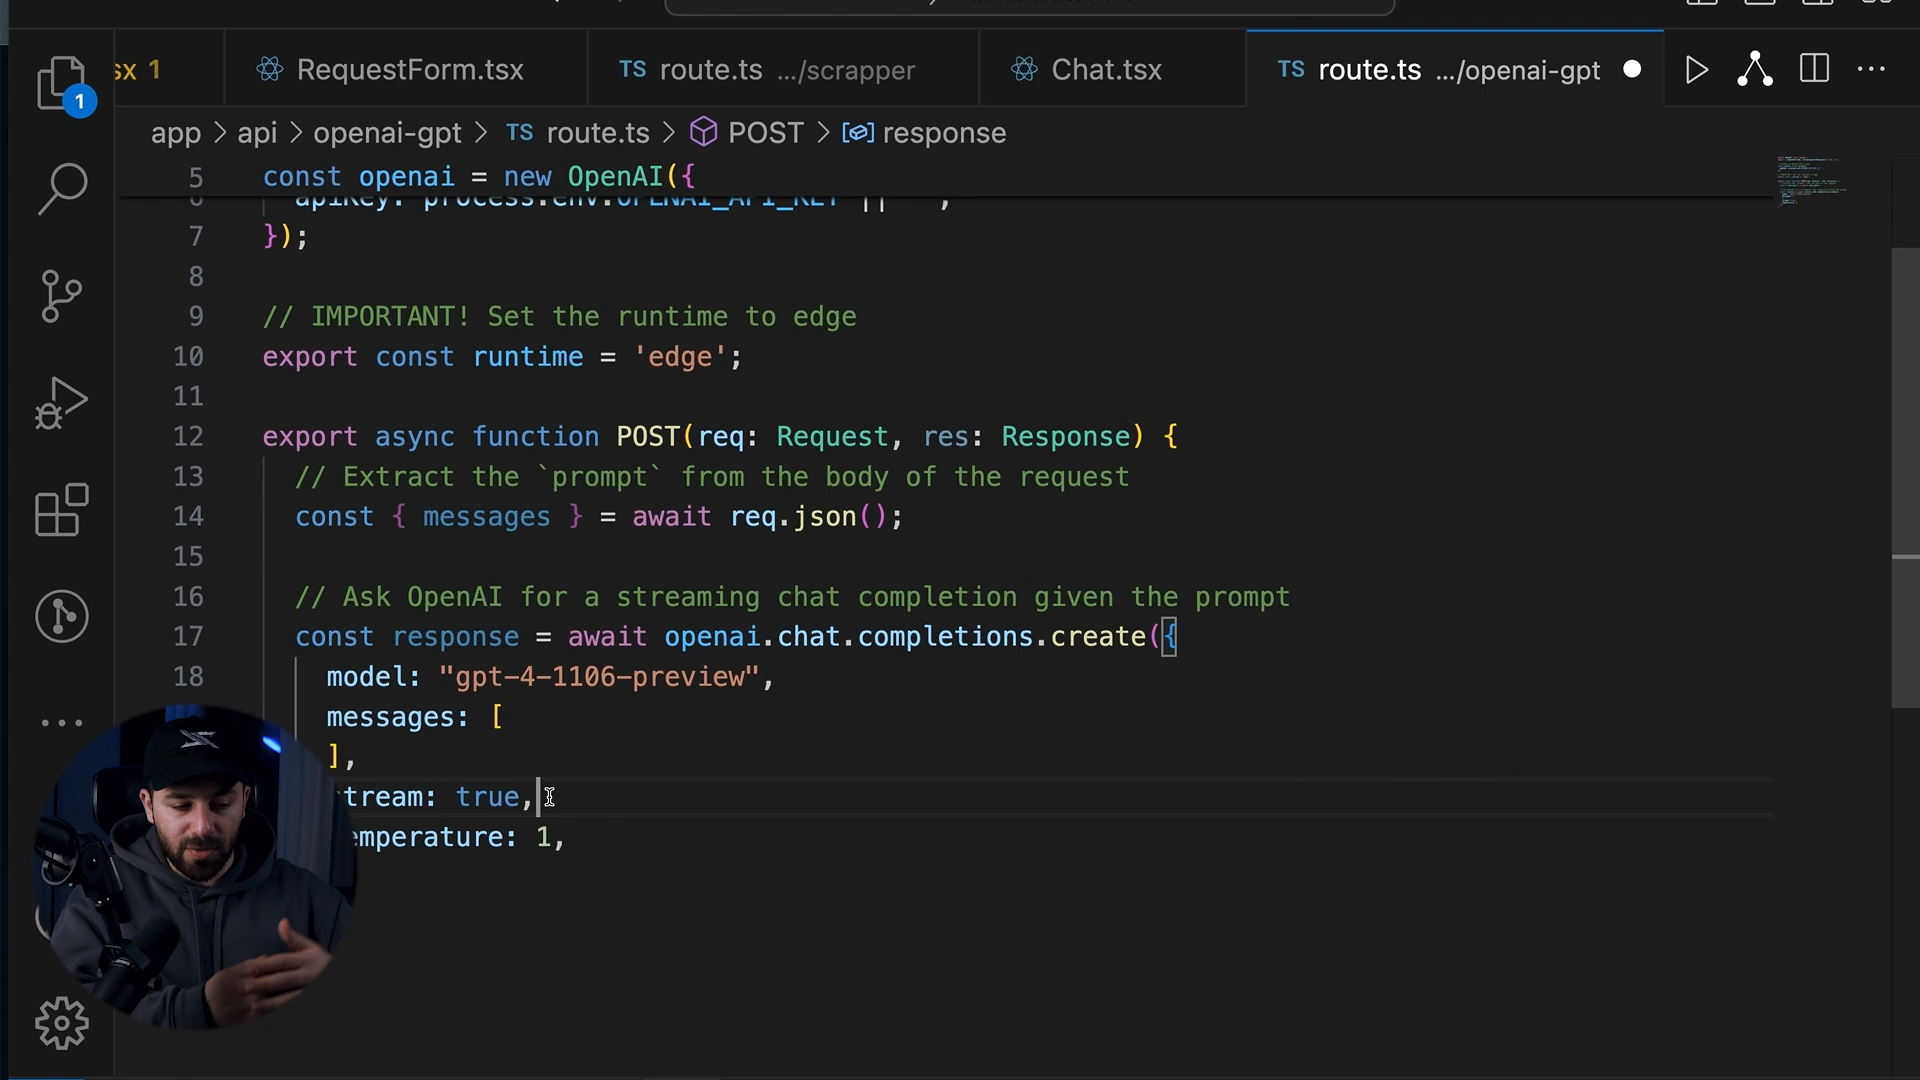 sx 1
RequestForm.tsx
TS route.ts .../scrapper
Chat.tsx
TS route.ts .../openai-gpt
1
app > api > openai-gpt > TS route.ts > POST > response
5 const openai = new OpenAI({
6 apiKey: process.env.OPENAI_API_KEY || ,
7 });
8
9 // IMPORTANT! Set the runtime to edge
10 export const runtime = 'edge';
11
12 export async function POST(req: Request, res: Response) {
13 // Extract the `prompt` from the body of the request
14 const { messages } = await req.json();
15
16 // Ask OpenAI for a streaming chat completion given the prompt
17 const response = await openai.chat.completions.create({
18 model: "gpt-4-1106-preview",
messages: [
],
tream: true,
emperature: 1,